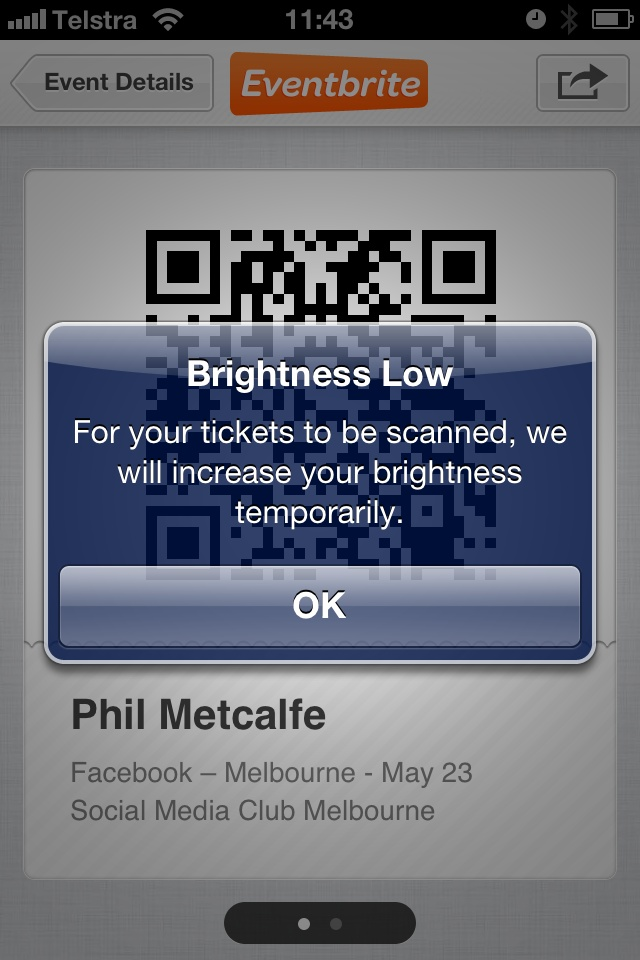 Telstra 11:43
Event Details Eventbrite
Brightness Low
For your tickets to be scanned, we
will increase your brightness
temporarily.
OK
Phil Metcalfe
Facebook – Melbourne - May 23
Social Media Club Melbourne